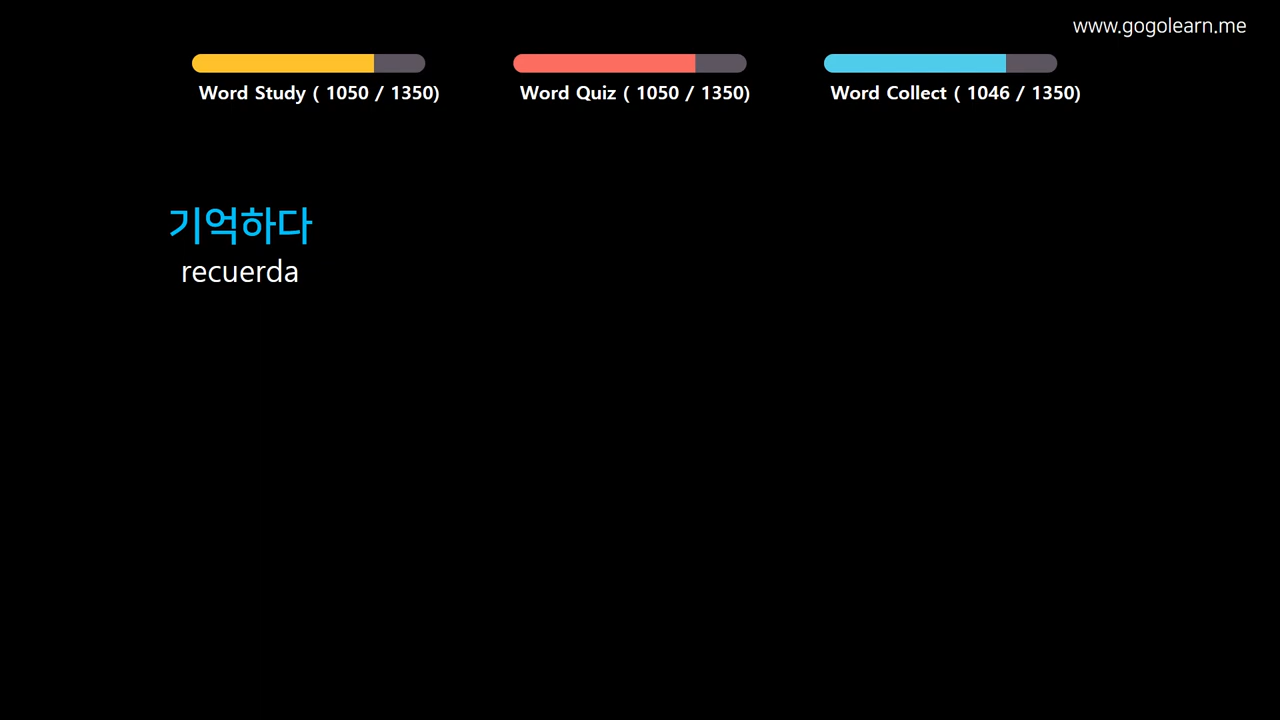 www.gogolearn.me
Word Study ( 1050 / 1350)
Word Quiz ( 1050 / 1350)
Word Collect ( 1046 / 1350)
기억하다
recuerda